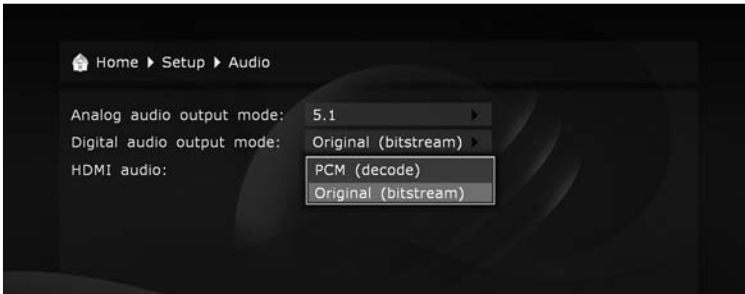 Home ▶ Setup ▶ Audio
Analog audio output mode: 5.1
Digital audio output mode: Original (bitstream)
HDMI audio: PCM (decode)
Original (bitstream)